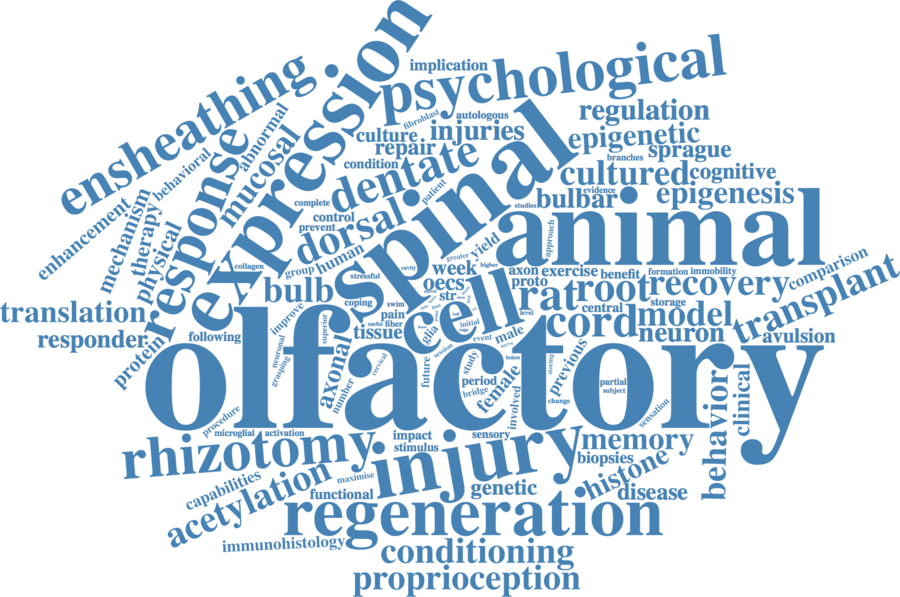 implication
psychological
expression
ensheathing
fibroblast
autologous
regulation
culture
injuries
epigenetic
abnormal
behavioral
response
mucosal
repair
condition
dentate
spinal
branches
sprague
cultured
cognitive
evidence
epigenesis
bulbar
patient
studies
complete
control
prevent
dorsal
animal
enhancement
mechanism
therapy
physical
approach
yield
greater
higher
human
group
collagen
stressful
cavity
week
axon
exercise
benefit
formation
immobility
comparison
oecs
proto
rat
root
recovery
transplant
bulb
coping
swim
str
cell
storage
central
model
translation
improve
pain
useful
fiber
gtia
initial
level
cord
neuron
avulsion
responder
following
superior
tissue
event
male
nerve
protein
olfactory
neuronal
grasping
axonal
number
cervical
future
session
study
lesion
storing
previous
period
bridge
female
involved
change
partial
subject
sensation
behavior
clinical
procedure
microglial
activation
impact
stimulus
sensory
memory
rhizotomy
injury
biopsies
histone
maximise
capabilities
acetylation
functional
genetic
disease
regeneration
immunohistology
conditioning
proprioception